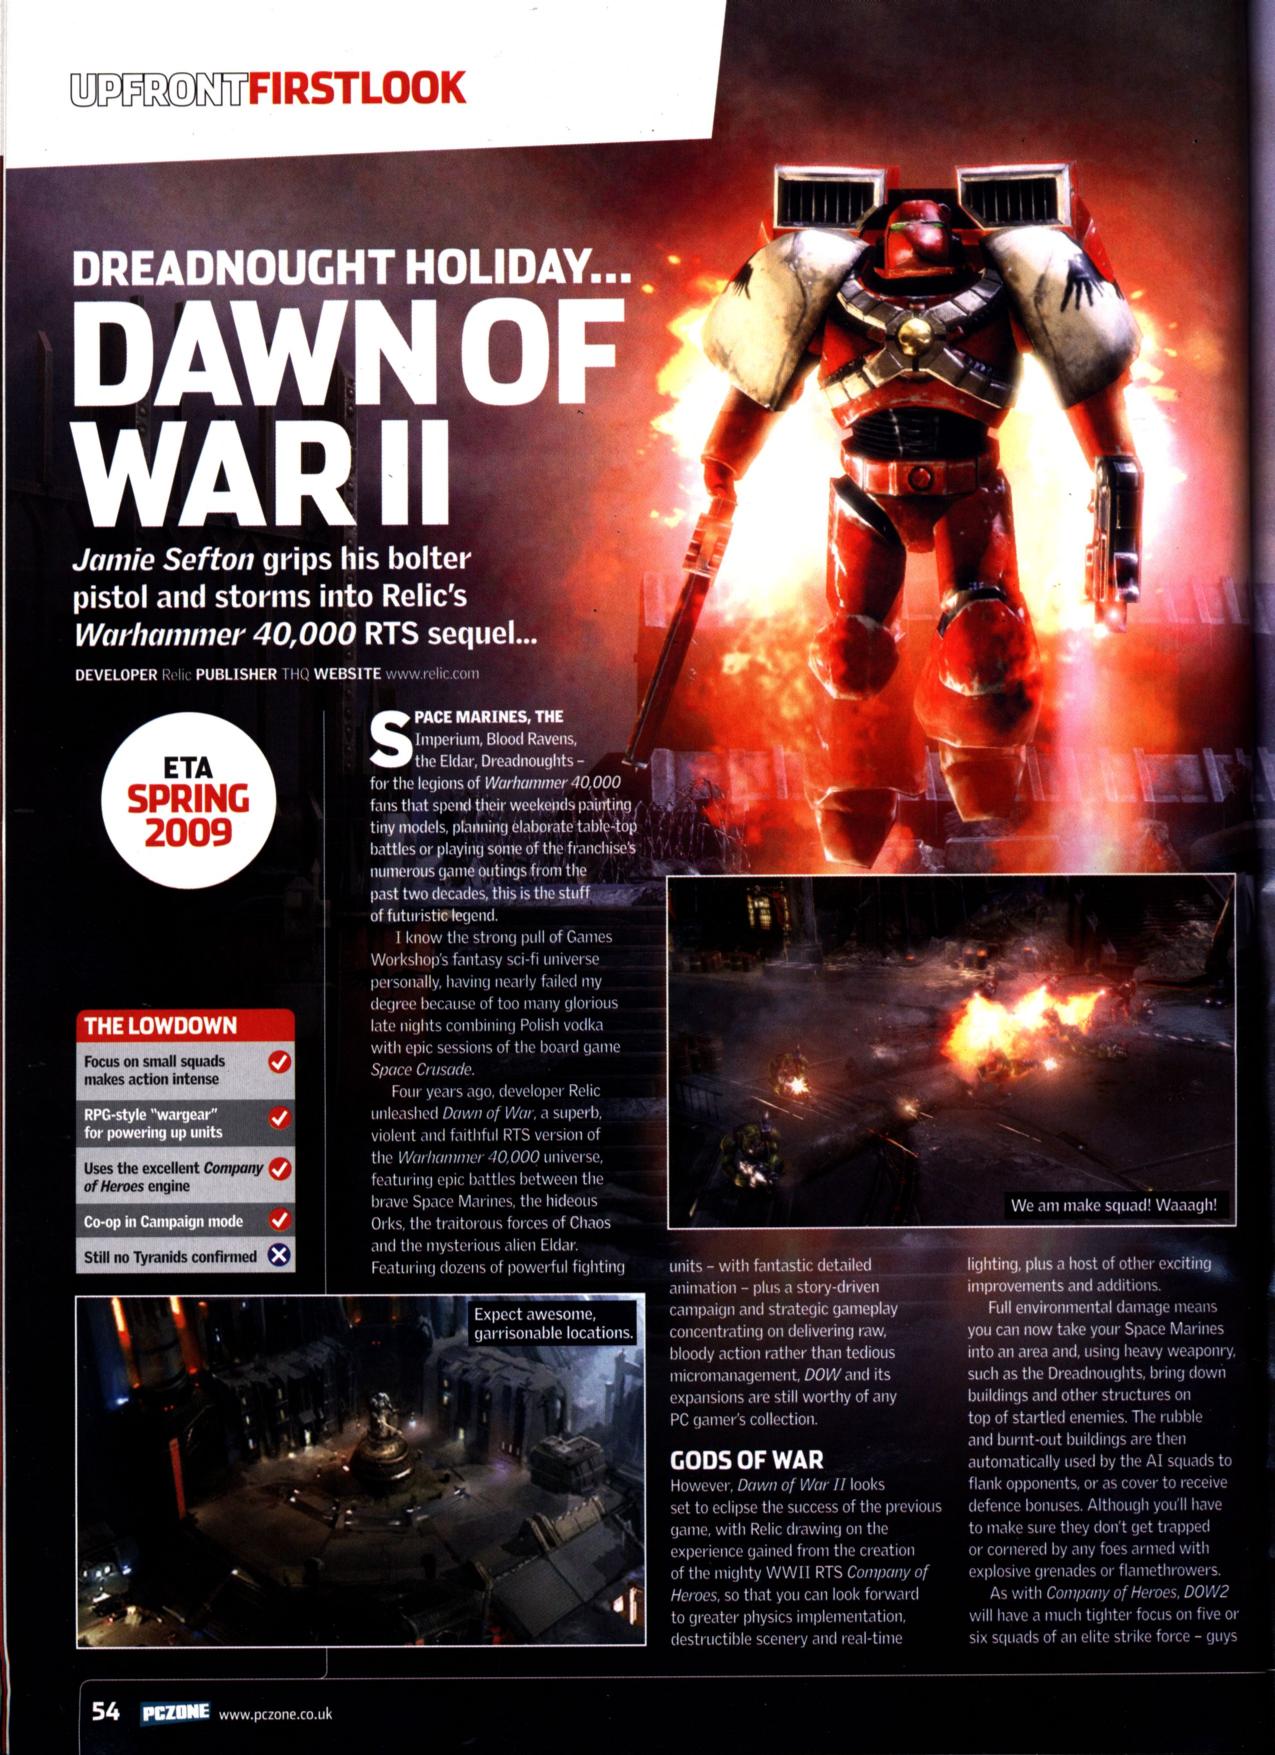 UPFRONTFIRSTLOOK
DREADNOUGHT HOLIDAY...
DAWN OF
WAR II
Jamie Sefton grips his bolter
pistol and storms into Relic's
Warhammer 40,000 RTS sequel...
DEVELOPER Relic PUBLISHER THQ WEBSITE www.relic.com
ETA
SPRING
2009
THE LOWDOWN
Focus on small squads
makes action intense
RPG-style "wargear"
for powering up units
Uses the excellent Company
of Heroes engine
Co-op in Campaign mode
Still no Tyranids confirmed
SPACE MARINES, THE
Imperium, Blood Ravens,
the Eldar, Dreadnoughts –
for the legions of Warhammer 40,000
fans that spend their weekends painting
tiny models, planning elaborate table-top
battles or playing some of the franchise's
numerous game outings from the
past two decades, this is the stuff
of futuristic legend.
I know the strong pull of Games
Workshop's fantasy sci-fi universe
personally, having nearly failed my
degree because of too many glorious
late nights combining Polish vodka
with epic sessions of the board game
Space Crusade.
Four years ago, developer Relic
unleashed Dawn of War, a superb,
violent and faithful RTS version of
the Warhammer 40,000 universe,
featuring epic battles between the
brave Space Marines, the hideous
Orks, the traitorous forces of Chaos
and the mysterious alien Eldar.
Featuring dozens of powerful fighting
We am make squad! Waaagh!
Expect awesome,
garrisonable locations.
units – with fantastic detailed
animation – plus a story-driven
campaign and strategic gameplay
concentrating on delivering raw,
bloody action rather than tedious
micromanagement, DOW and its
expansions are still worthy of any
PC gamer's collection.
GODS OF WAR
However, Dawn of War II looks
set to eclipse the success of the previous
game, with Relic drawing on the
experience gained from the creation
of the mighty WWII RTS Company of
Heroes, so that you can look forward
to greater physics implementation,
destructible scenery and real-time
lighting, plus a host of other exciting
improvements and additions.
Full environmental damage means
you can now take your Space Marines
into an area and, using heavy weaponry,
such as the Dreadnoughts, bring down
buildings and other structures on
top of startled enemies. The rubble
and burnt-out buildings are then
automatically used by the AI squads to
flank opponents, or as cover to receive
defence bonuses. Although you'll have
to make sure they don't get trapped
or cornered by any foes armed with
explosive grenades or flamethrowers.
As with Company of Heroes, DOW2
will have a much tighter focus on five or
six squads of an elite strike force – guys
54 PCZONE www.pczone.co.uk